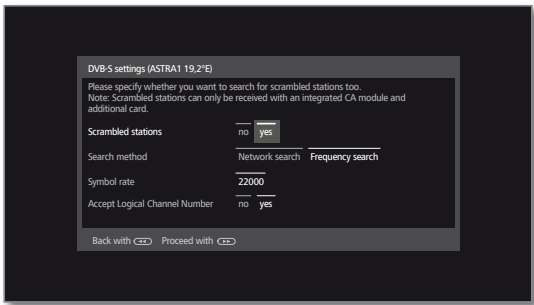 DVB-S settings (ASTRA1 19,2°E)
Please specify whether you want to search for scrambled stations too.
Note: Scrambled stations can only be received with an integrated CA module and
additional card.
Scrambled stations no yes
Search method Network search Frequency search
Symbol rate 22000
Accept Logical Channel Number no yes
Back with Proceed with